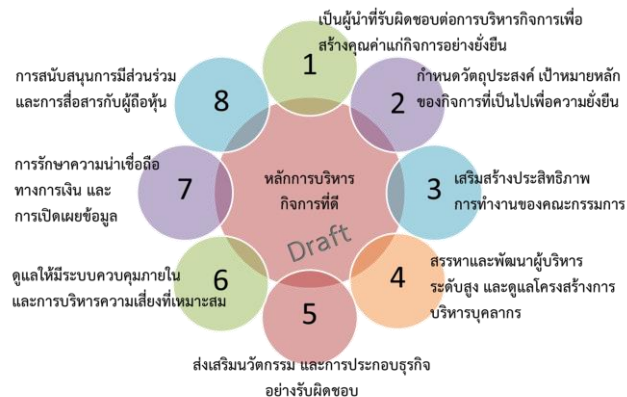 1
เป็นผู้นำที่รับผิดชอบต่อการบริหารกิจการเพื่อ
สร้างคุณค่าแก่กิจการอย่างยั่งยืน
2
กำหนดวัตถุประสงค์ เป้าหมายหลัก
ของกิจการที่เป็นไปเพื่อความยั่งยืน
3
เสริมสร้างประสิทธิภาพ
การทำงานของคณะกรรมการ
4
สรรหาและพัฒนาผู้บริหาร
ระดับสูง และดูแลโครงสร้างการ
บริหารบุคลากร
5
ส่งเสริมนวัตกรรม และการประกอบธุรกิจ
อย่างรับผิดชอบ
6
ดูแลให้มีระบบควบคุมภายใน
และการบริหารความเสี่ยงที่เหมาะสม
7
การรักษาความน่าเชื่อถือ
ทางการเงิน และ
การเปิดเผยข้อมูล
8
การสนับสนุนการมีส่วนร่วม
และการสื่อสารกับผู้ถือหุ้น
หลักการบริหาร
กิจการที่ดี
Draft